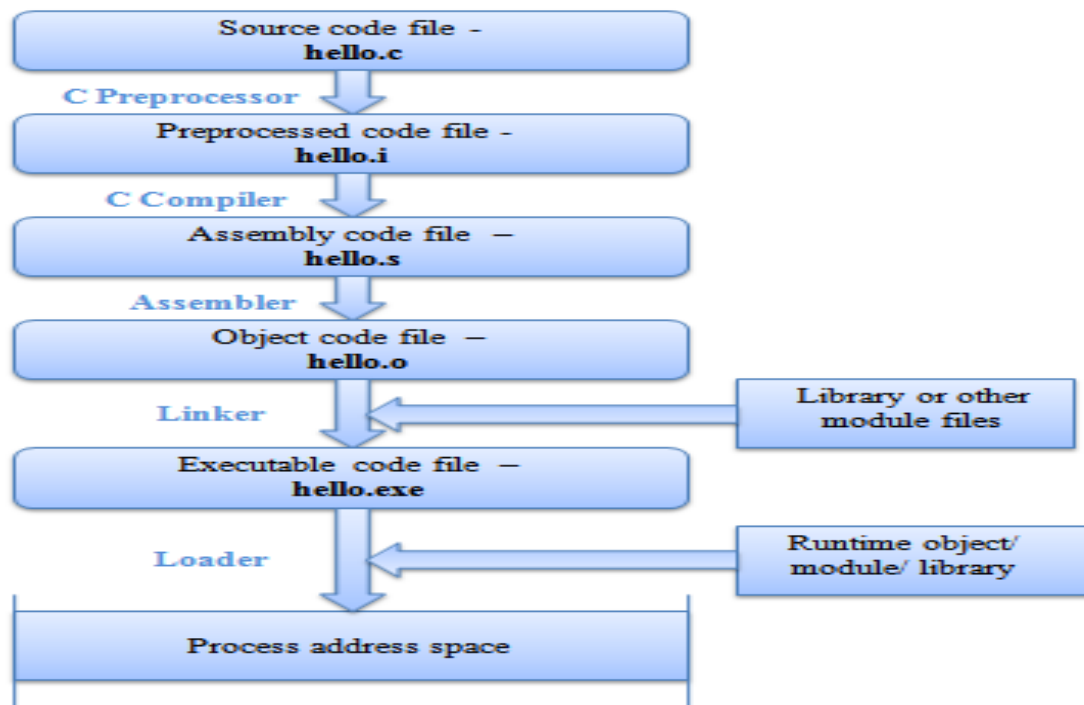 Source code file -
hello.c
C Preprocessor
Preprocessed code file -
hello.i
C Compiler
Assembly code file –
hello.s
Assembler
Object code file –
hello.o
Linker
Library or other
module files
Executable code file –
hello.exe
Loader
Runtime object/
module/ library
Process address space